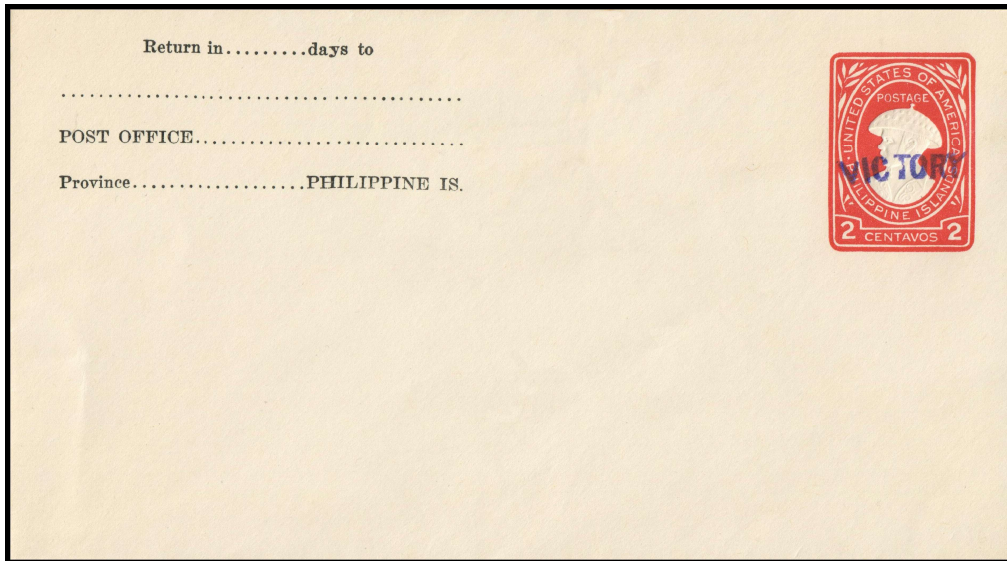 Return in.........days to
POST OFFICE.............................
Province...................PHILIPPINE IS.
UNITED STATES OF AMERICA
POSTAGE
VICTORY
PHILIPPINE ISLANDS
2 CENTAVOS 2